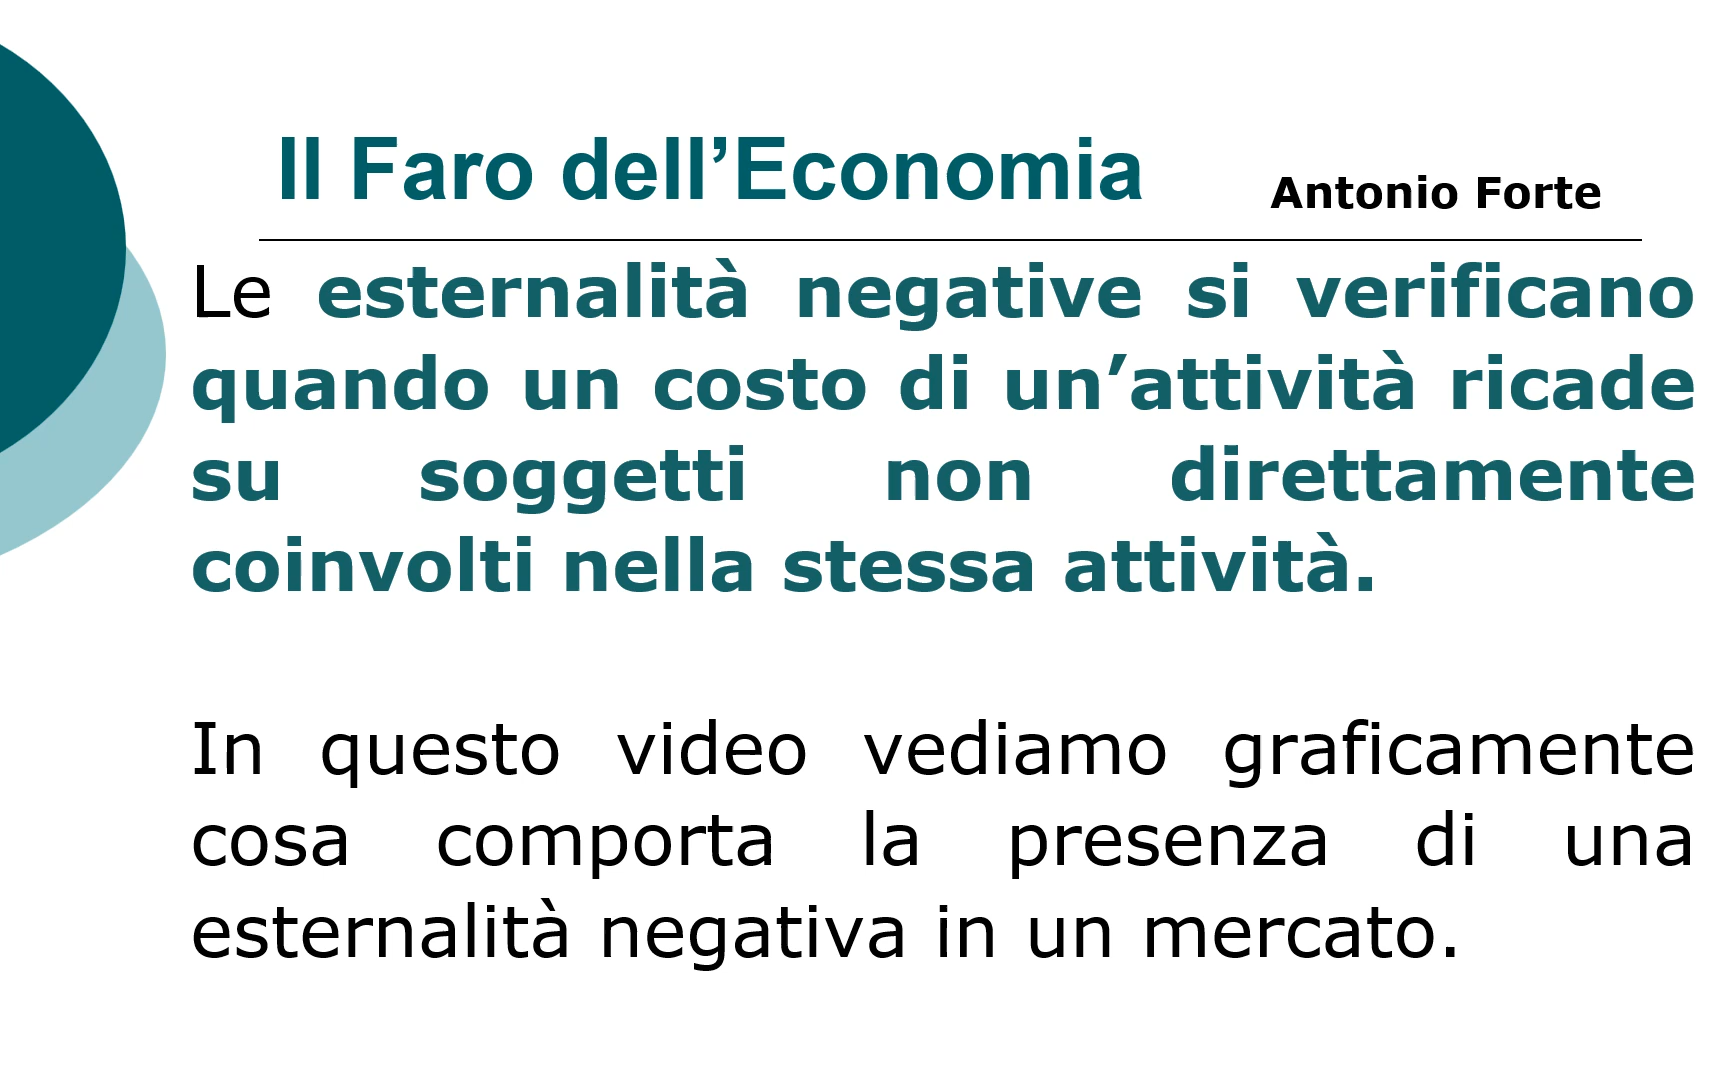 Il Faro dell’Economia
Antonio Forte
Le esternalità negative si verificano
quando un costo di un’attività ricade
su soggetti non direttamente
coinvolti nella stessa attività.
In questo video vediamo graficamente
cosa comporta la presenza di una
esternalità negativa in un mercato.